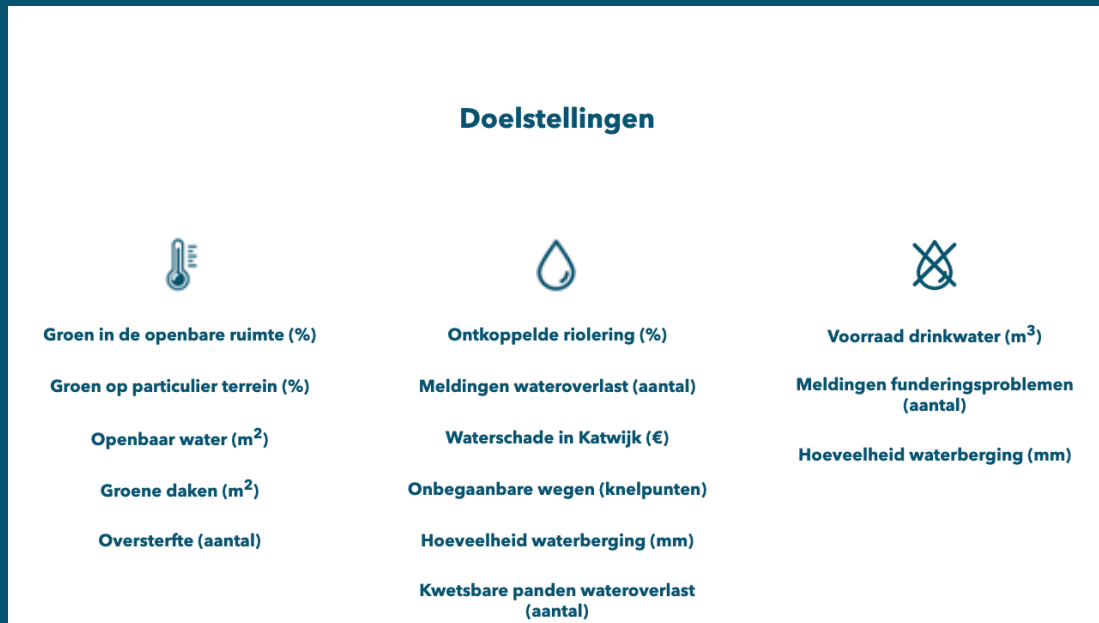 Doelstellingen
Groen in de openbare ruimte (%)
Groen op particulier terrein (%)
Openbaar water (m²)
Groene daken (m²)
Oversterfte (aantal)
Ontkoppelde riolering (%)
Meldingen wateroverlast (aantal)
Waterschade in Katwijk (€)
Onbegaanbare wegen (knelpunten)
Hoeveelheid waterberging (mm)
Kwetsbare panden wateroverlast
(aantal)
Voorraad drinkwater (m³)
Meldingen funderingsproblemen
(aantal)
Hoeveelheid waterberging (mm)